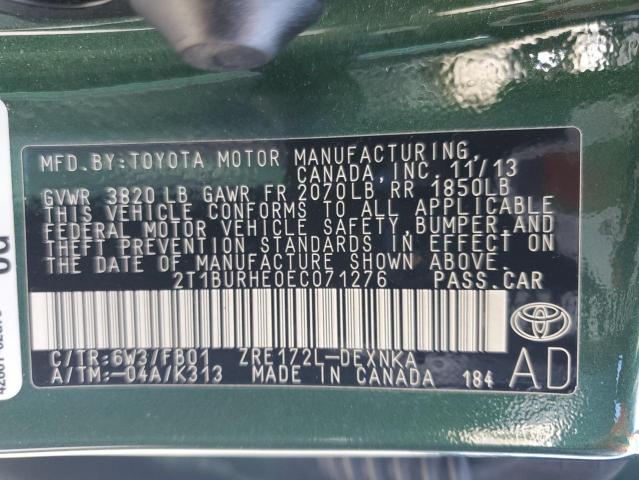 MFD. BY: TOYOTA MOTOR MANUFACTURING,
CANADA, INC. 11/13
GVWR 3820 LB GAWR FR 2070LB, RR 1850LB
THIS VEHICLE CONFORMS TO ALL APPLICABLE
FEDERAL MOTOR VEHICLE SAFETY, BUMPER, AND
THEFT PREVENTION STANDARDS IN EFFECT ON
THE DATE OF MANUFACTURE SHOWN ABOVE.
2T1BURHE0EC071276 PASS.CAR
C/TR:6W3/FB01 ZRE172L-DEXNKA
A/TM:-04A/K313 MADE IN CANADA 184
AD